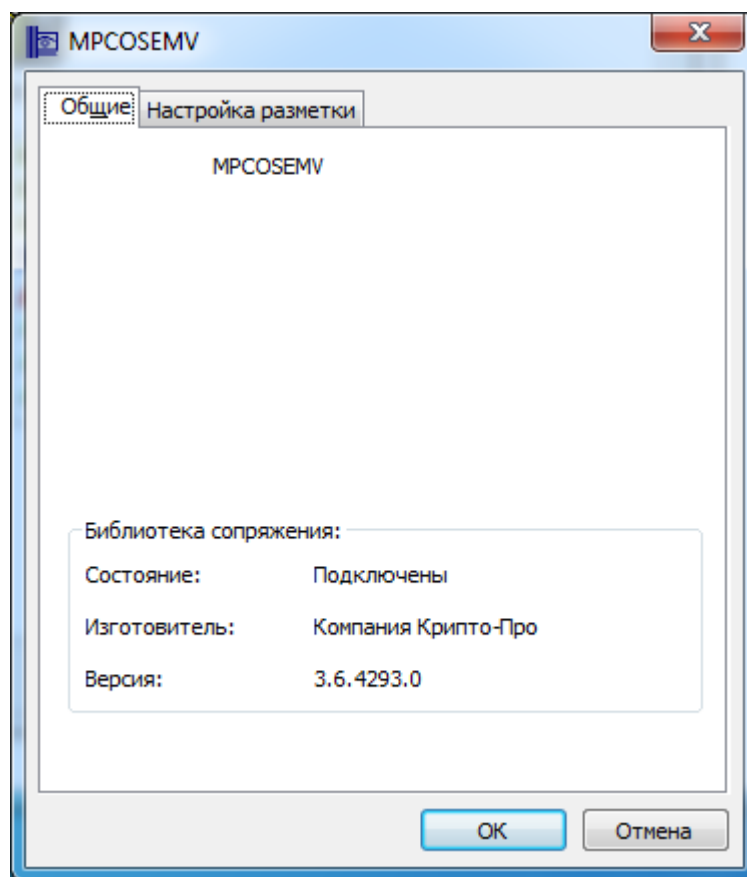 MPCOSEMV
Общие Настройка разметки
MPCOSEMV
Библиотека сопряжения:
Состояние: Подключены
Изготовитель: Компания Крипто-Про
Версия: 3.6.4293.0
ОК Отмена